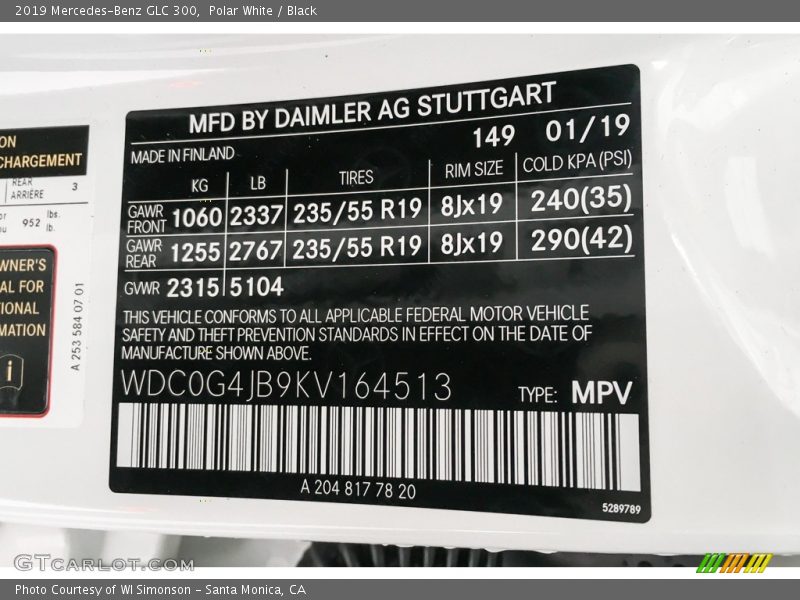 2019 Mercedes-Benz GLC 300, Polar White / Black
MFD BY DAIMLER AG STUTTGART
149 01/19
MADE IN FINLAND
KG LB TIRES RIM SIZE COLD KPA (PSI)
GAWR FRONT 1060 2337 235/55 R19 8Jx19 240(35)
GAWR REAR 1255 2767 235/55 R19 8Jx19 290(42)
GWWR 2315 5104
THIS VEHICLE CONFORMS TO ALL APPLICABLE FEDERAL MOTOR VEHICLE
SAFETY AND THEFT PREVENTION STANDARDS IN EFFECT ON THE DATE OF
MANUFACTURE SHOWN ABOVE.
WDC0G4JB9KV164513 TYPE: MPV
A 204 817 78 20
5289789
ON
CHARGEMENT
REAR 3
ARRIÈRE
or 952 lbs.
ou lb.
WNER'S
AL FOR
TIONAL
MATION
i
A 253 584 07 01
GTCARLOT.COM
Photo Courtesy of WI Simonson - Santa Monica, CA